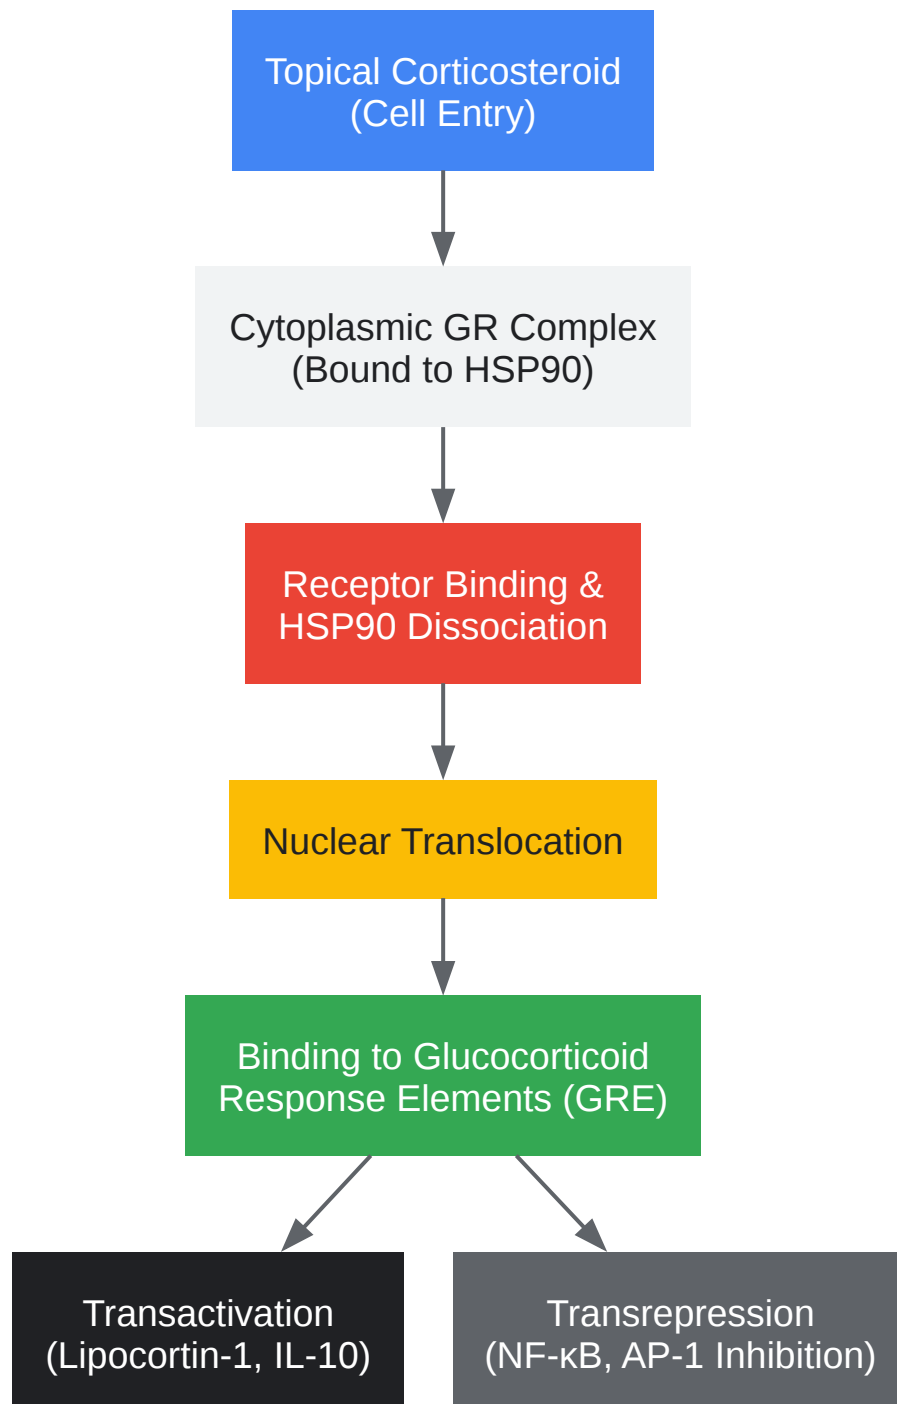 Topical Corticosteroid
(Cell Entry)
Cytoplasmic GR Complex
(Bound to HSP90)
Receptor Binding &
HSP90 Dissociation
Nuclear Translocation
Binding to Glucocorticoid
Response Elements (GRE)
Transactivation
(Lipocortin-1, IL-10)
Transrepression
(NF-κB, AP-1 Inhibition)